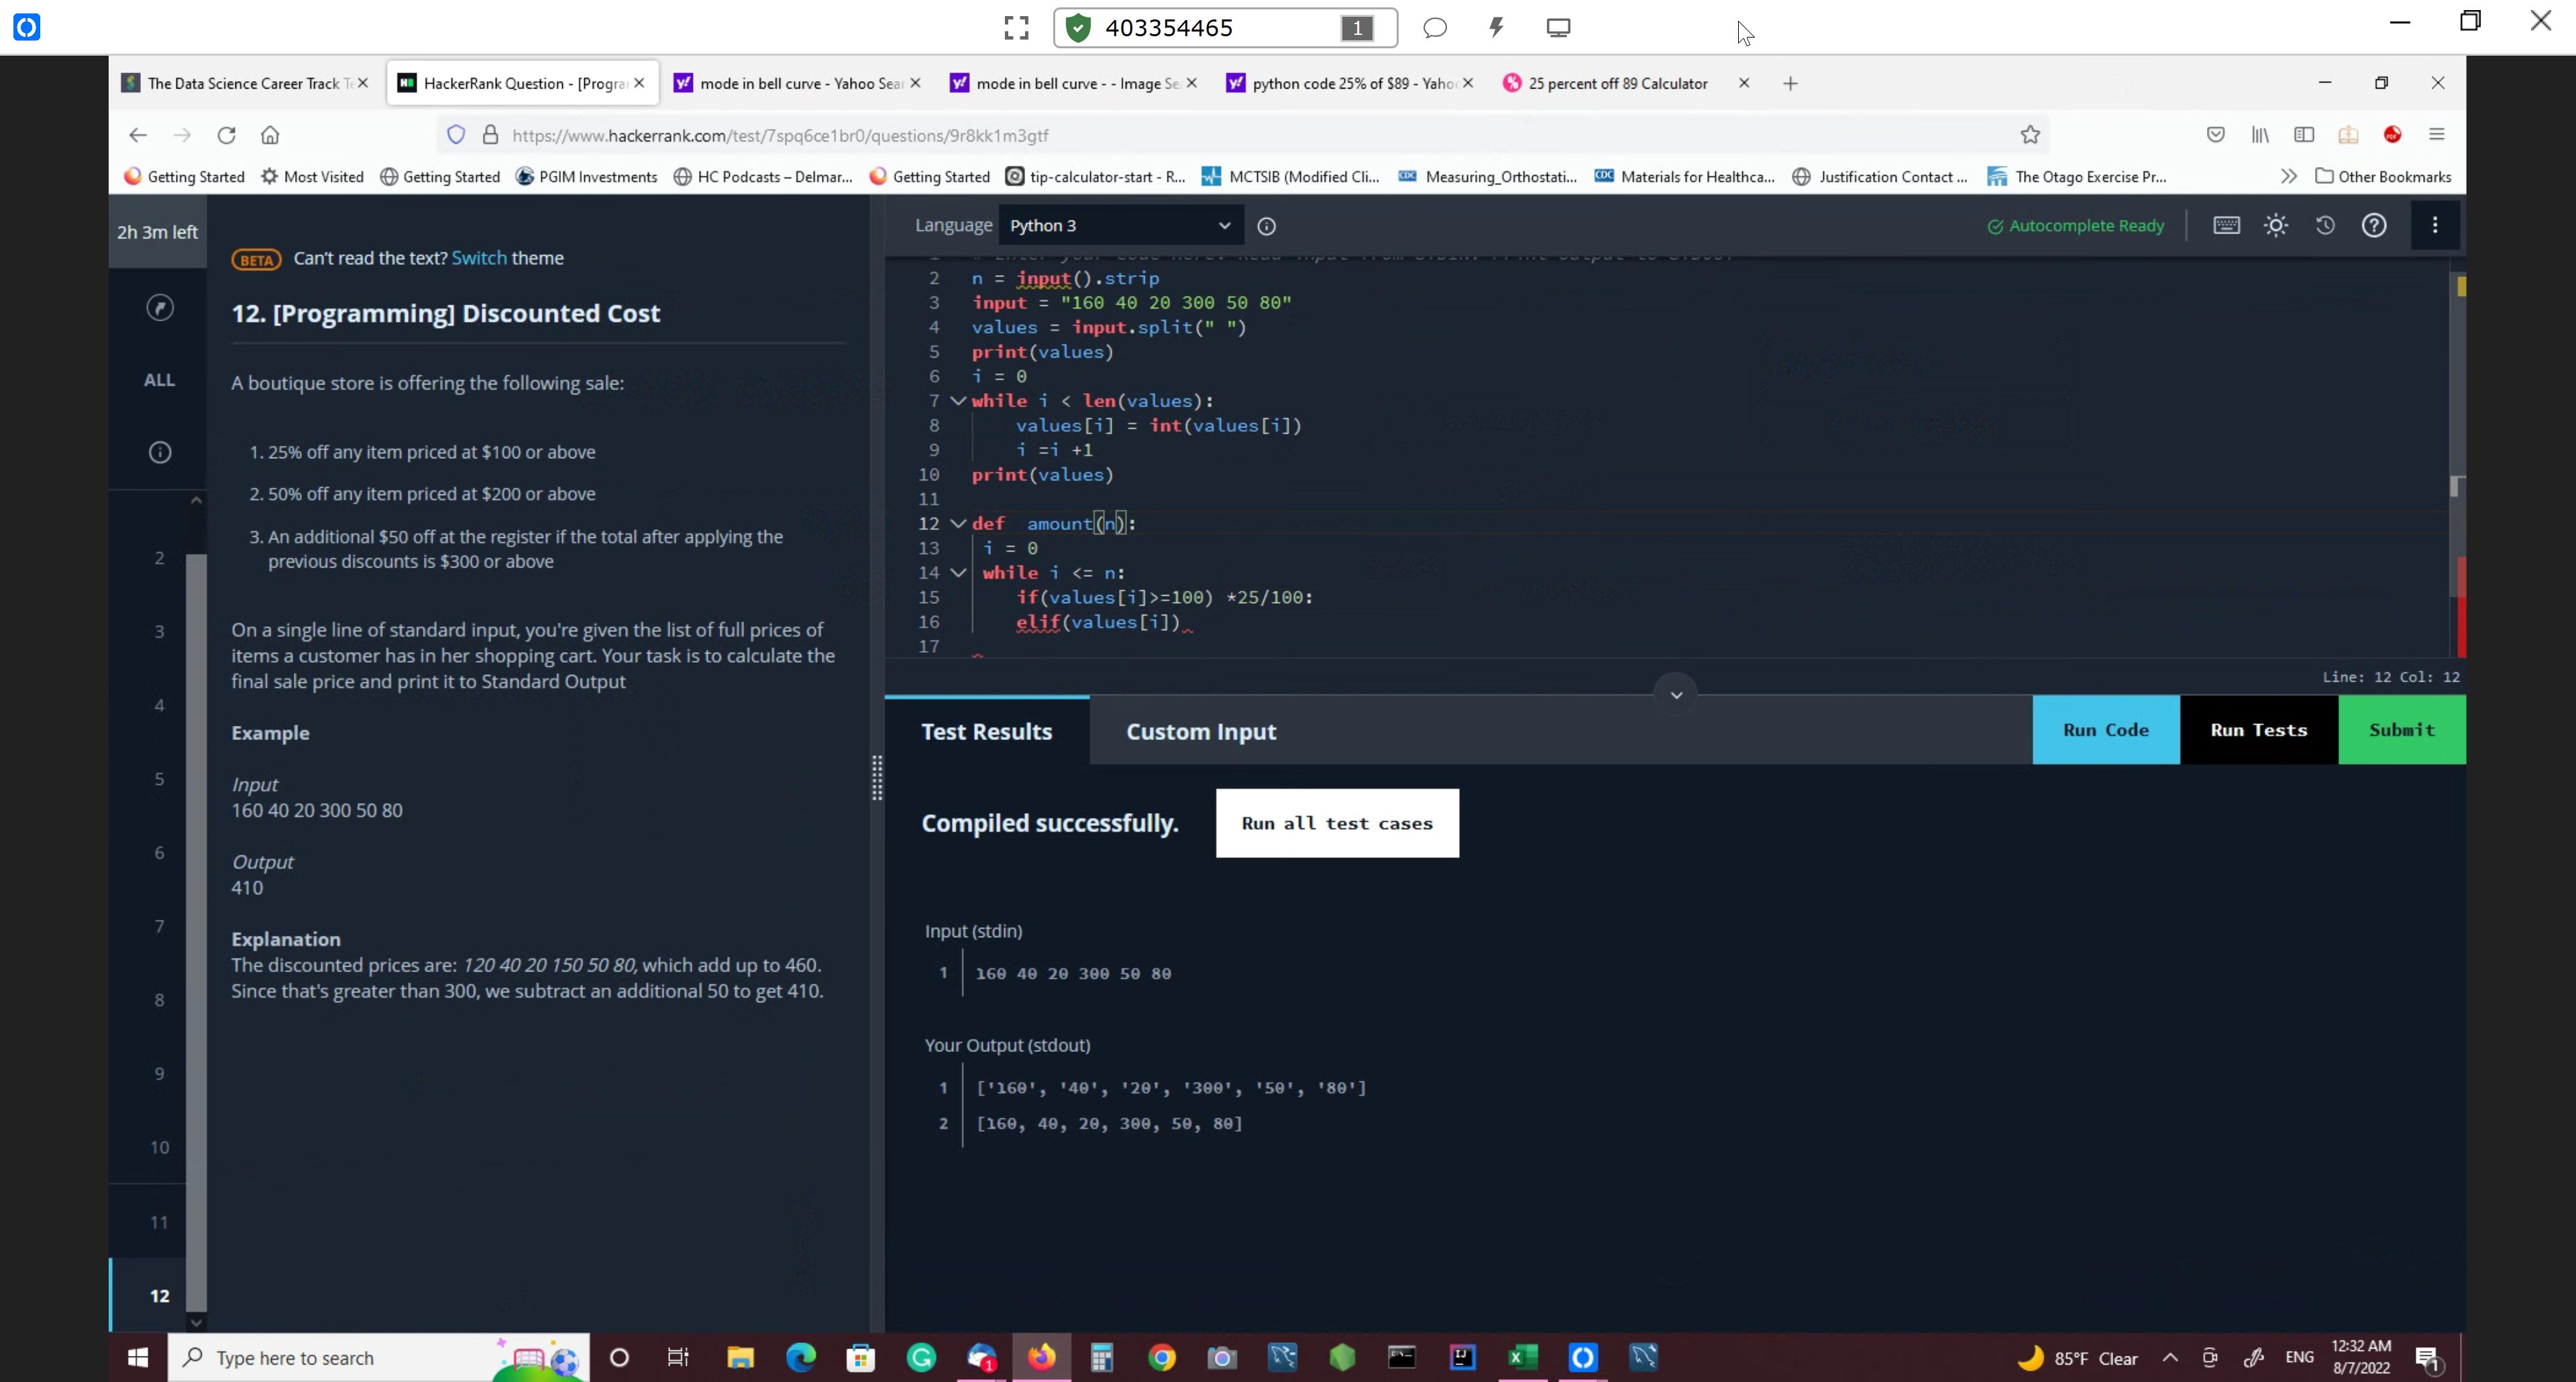 403354465
1
The Data Science Career Track Te
HackerRank Question - [Progra
mode in bell curve - Yahoo Sear
mode in bell curve - - Image Se
python code 25% of $89 - Yaho
25 percent off 89 Calculator
https://www.hackerrank.com/test/7spq6ce1br0/questions/9r8kk1m3gtf
Getting Started
Most Visited
Getting Started
PGIM Investments
HC Podcasts – Delmar...
Getting Started
tip-calculator-start - R...
MCTSIB (Modified Cli...
Measuring_Orthostati...
Materials for Healthca...
Justification Contact ...
The Otago Exercise Pr...
Other Bookmarks
2h 3m left
ALL
2
3
4
5
6
7
8
9
10
11
12
BETA Can't read the text? Switch theme
12. [Programming] Discounted Cost
A boutique store is offering the following sale:
1. 25% off any item priced at $100 or above
2. 50% off any item priced at $200 or above
3. An additional $50 off at the register if the total after applying the
previous discounts is $300 or above
On a single line of standard input, you're given the list of full prices of
items a customer has in her shopping cart. Your task is to calculate the
final sale price and print it to Standard Output
Example
Input
160 40 20 300 50 80
Output
410
Explanation
The discounted prices are: 120 40 20 150 50 80, which add up to 460.
Since that's greater than 300, we subtract an additional 50 to get 410.
Language Python 3
Autocomplete Ready
2 n = input().strip
3 input = "160 40 20 300 50 80"
4 values = input.split(" ")
5 print(values)
6 i = 0
7 while i < len(values):
8 values[i] = int(values[i])
9 i =i +1
10 print(values)
11
12 def  amount(n):
13 i = 0
14 while i <= n:
15 if(values[i]>=100) *25/100:
16 elif(values[i])
17
Line: 12 Col: 12
Test Results
Custom Input
Run Code
Run Tests
Submit
Compiled successfully.
Run all test cases
Input (stdin)
1 160 40 20 300 50 80
Your Output (stdout)
1 ['160', '40', '20', '300', '50', '80']
2 [160, 40, 20, 300, 50, 80]
Type here to search
1
85°F Clear
ENG
12:32 AM
8/7/2022
1